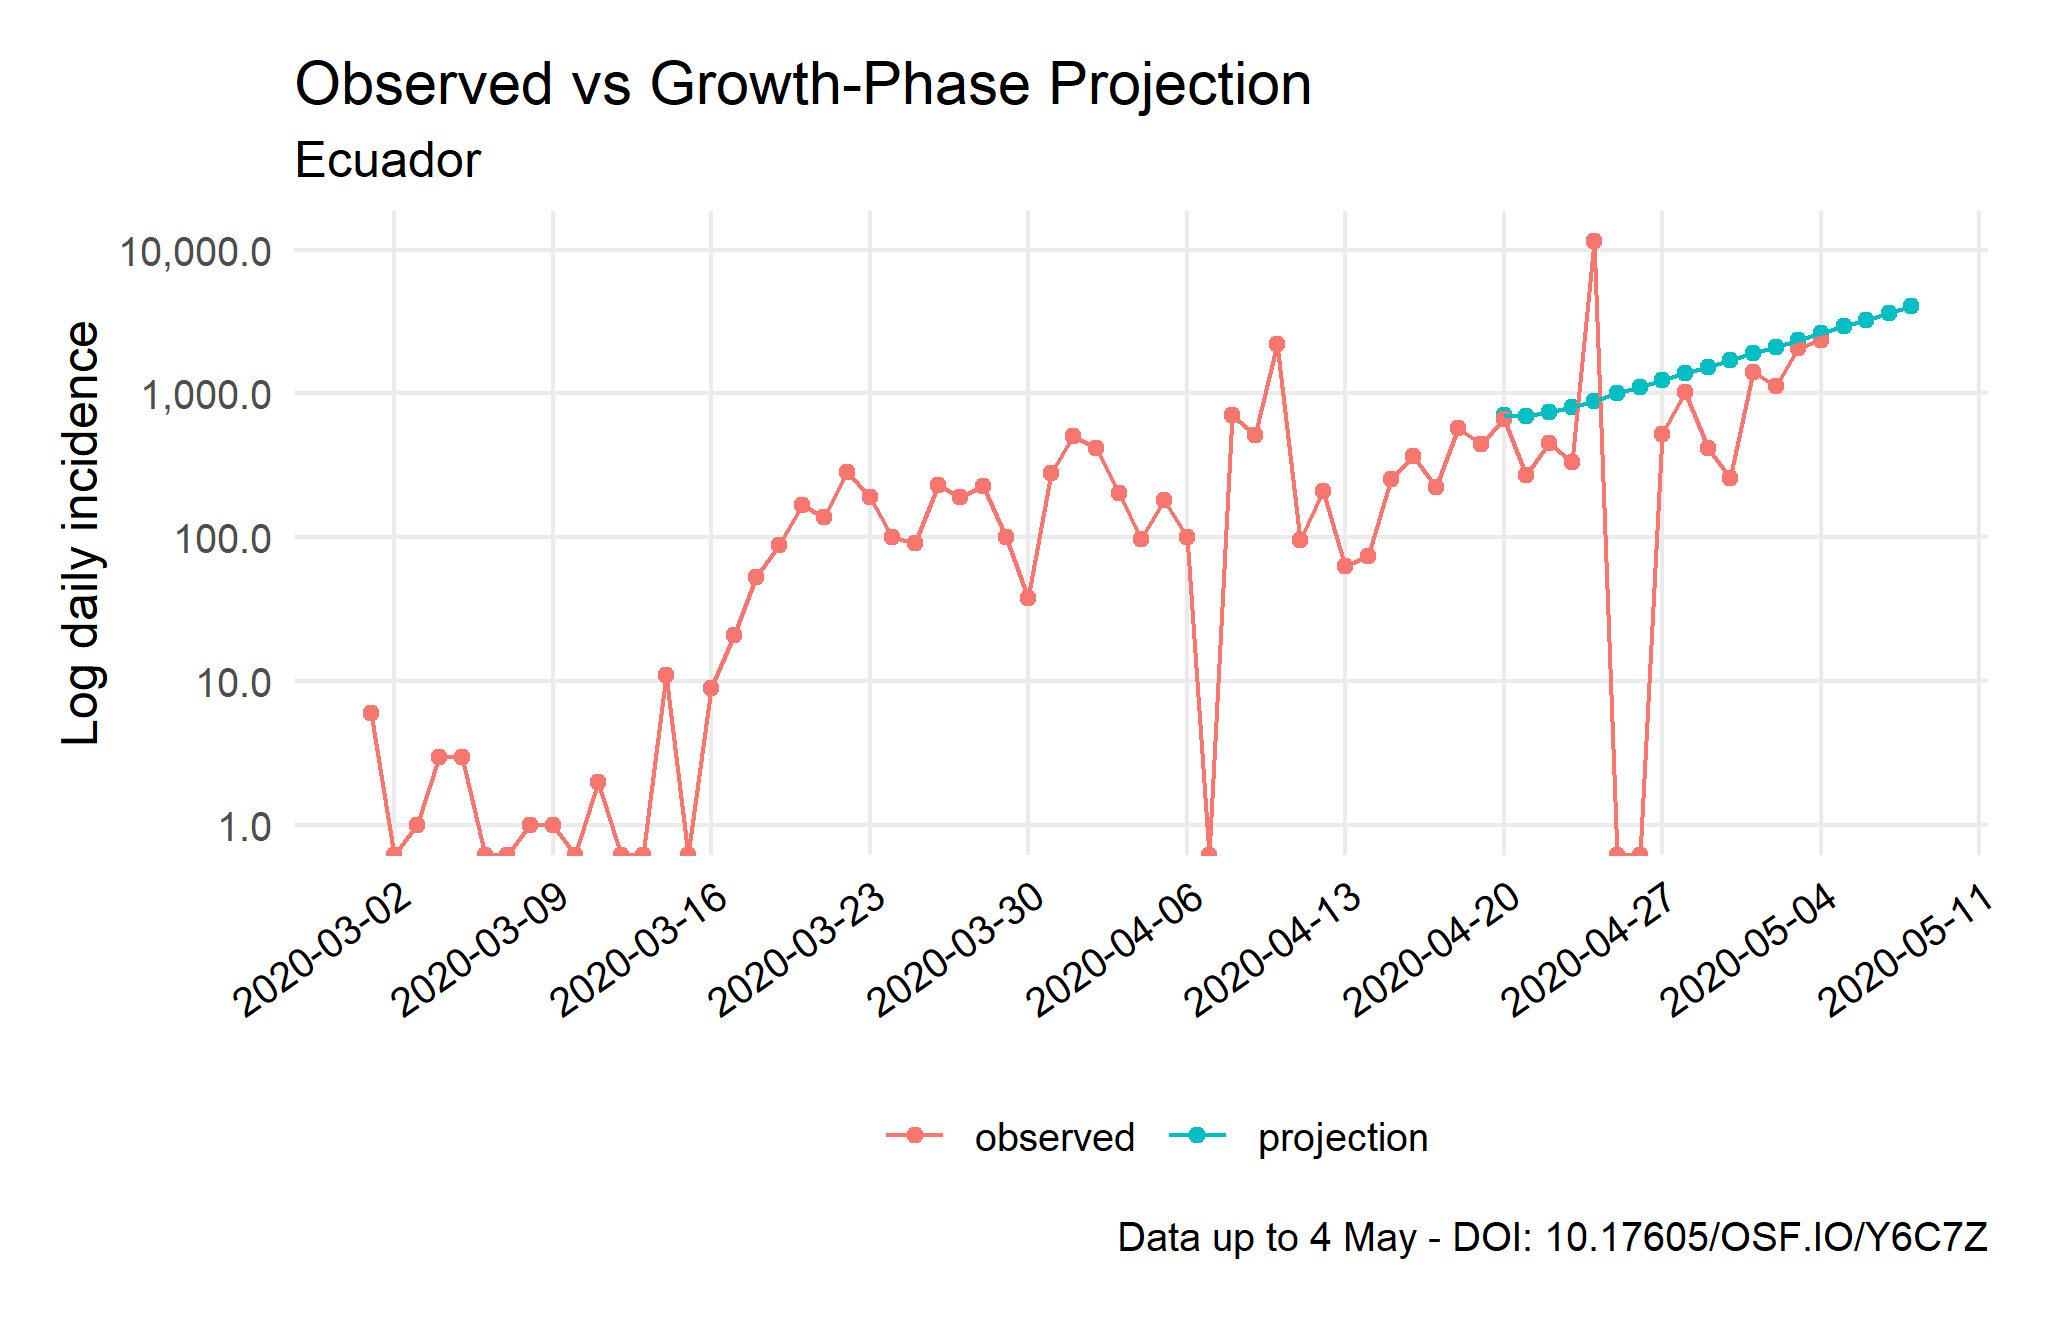 Observed vs Growth-Phase Projection
Ecuador
Log daily incidence
10,000.0
1,000.0
100.0
10.0
1.0
2020-03-02
2020-03-09
2020-03-16
2020-03-23
2020-03-30
2020-04-06
2020-04-13
2020-04-20
2020-04-27
2020-05-04
2020-05-11
observed
projection
Data up to 4 May - DOI: 10.17605/OSF.IO/Y6C7Z